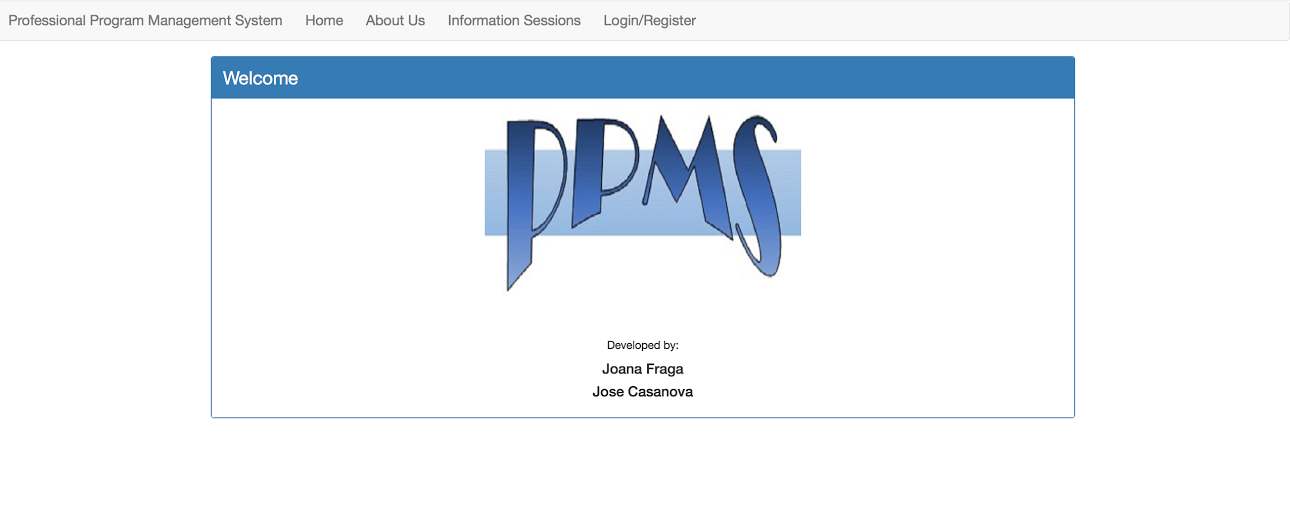 Professional Program Management System Home About Us Information Sessions Login/Register
Welcome
PPMS
Developed by:
Joana Fraga
Jose Casanova